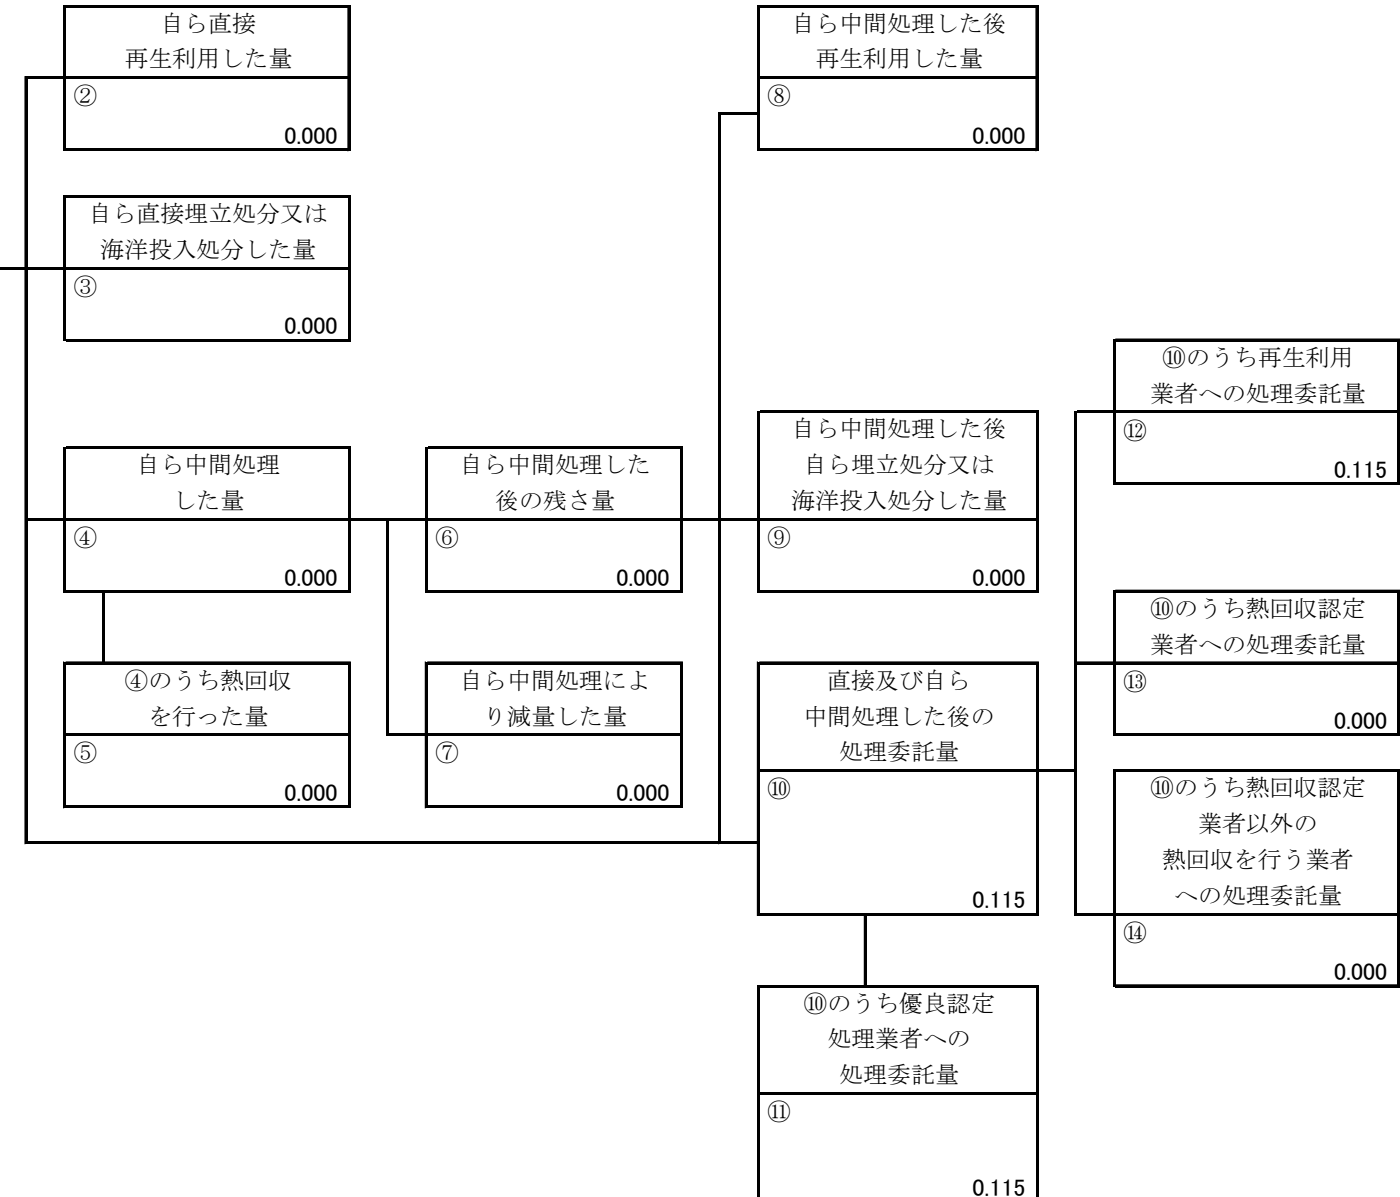 自ら直接
再生利用した量
②
0.000
自ら直接埋立処分又は
海洋投入処分した量
③
0.000
自ら中間処理
した量
④
0.000
④のうち熱回収
を行った量
⑤
0.000
自ら中間処理した
後の残さ量
⑥
0.000
自ら中間処理によ
り減量した量
⑦
0.000
自ら中間処理した後
再生利用した量
⑧
0.000
自ら中間処理した後
自ら埋立処分又は
海洋投入処分した量
⑨
0.000
直接及び自ら
中間処理した後の
処理委託量
⑩
0.115
⑩のうち優良認定
処理業者への
処理委託量
⑪
0.115
⑩のうち再生利用
業者への処理委託量
⑫
0.115
⑩のうち熱回収認定
業者への処理委託量
⑬
0.000
⑩のうち熱回収認定
業者以外の
熱回収を行う業者
への処理委託量
⑭
0.000